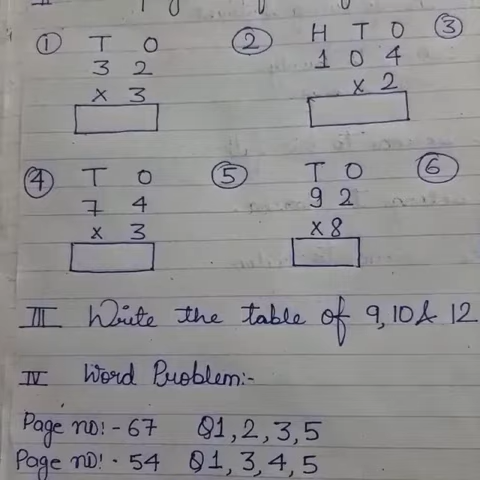 ① T O ② H T O ③
3 2 1 0 4
x 3 x 2
④ T O ⑤ T O ⑥
7 4 9 2
x 3 x 8
III Write the table of 9, 10 & 12
IV Word Problem:-
Page no:- 67 Q1, 2, 3, 5
Page no:- 54 Q1, 3, 4, 5